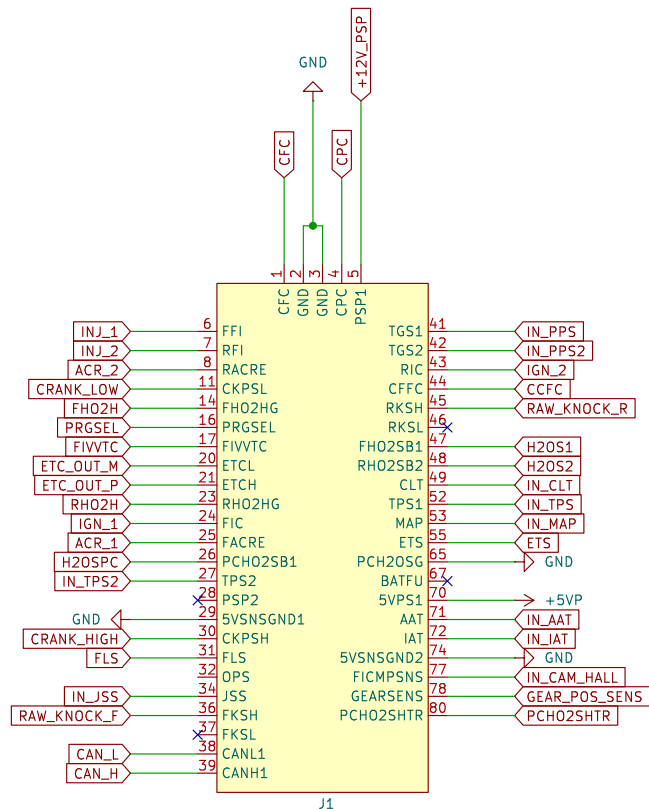 +12V_PSP
GND
CFC
CPC
1 2 3 4 5
CFC GND GND CPC PSP1
INJ_1 6 FFI TGS1 41 IN_PPS
INJ_2 7 RFI TGS2 42 IN_PPS2
ACR_2 8 RACRE RIC 43 IGN_2
CRANK_LOW 11 CKPSL CFFC 44 CCFC
FHO2H 14 FHO2HG RKSH 45 RAW_KNOCK_R
PRGSEL 16 PRGSEL RKSL 46
FIVVTC 17 FIVVTC FHO2SB1 47 H2OS1
ETC_OUT_M 20 ETCL RHO2SB2 48 H2OS2
ETC_OUT_P 21 ETCH CLT 49 IN_CLT
RHO2H 23 RHO2HG TPS1 52 IN_TPS
IGN_1 24 FIC MAP 53 IN_MAP
ACR_1 25 FACRE ETS 55 ETS
H2OSPC 26 PCHO2SB1 PCH2OSG 65 GND
IN_TPS2 27 TPS2 BATFU 67
28 PSP2 5VPS1 70 +5VP
GND 29 5VSNSGND1 AAT 71 IN_AAT
CRANK_HIGH 30 CKPSH IAT 72 IN_IAT
FLS 31 FLS 5VSNSGND2 74 GND
32 OPS FICMPSNS 77 IN_CAM_HALL
IN_JSS 34 JSS GEARSENS 78 GEAR_POS_SENS
RAW_KNOCK_F 36 FKSH PCHO2SHTR 80 PCHO2SHTR
37 FKSL
CAN_L 38 CANL1
CAN_H 39 CANH1
J1